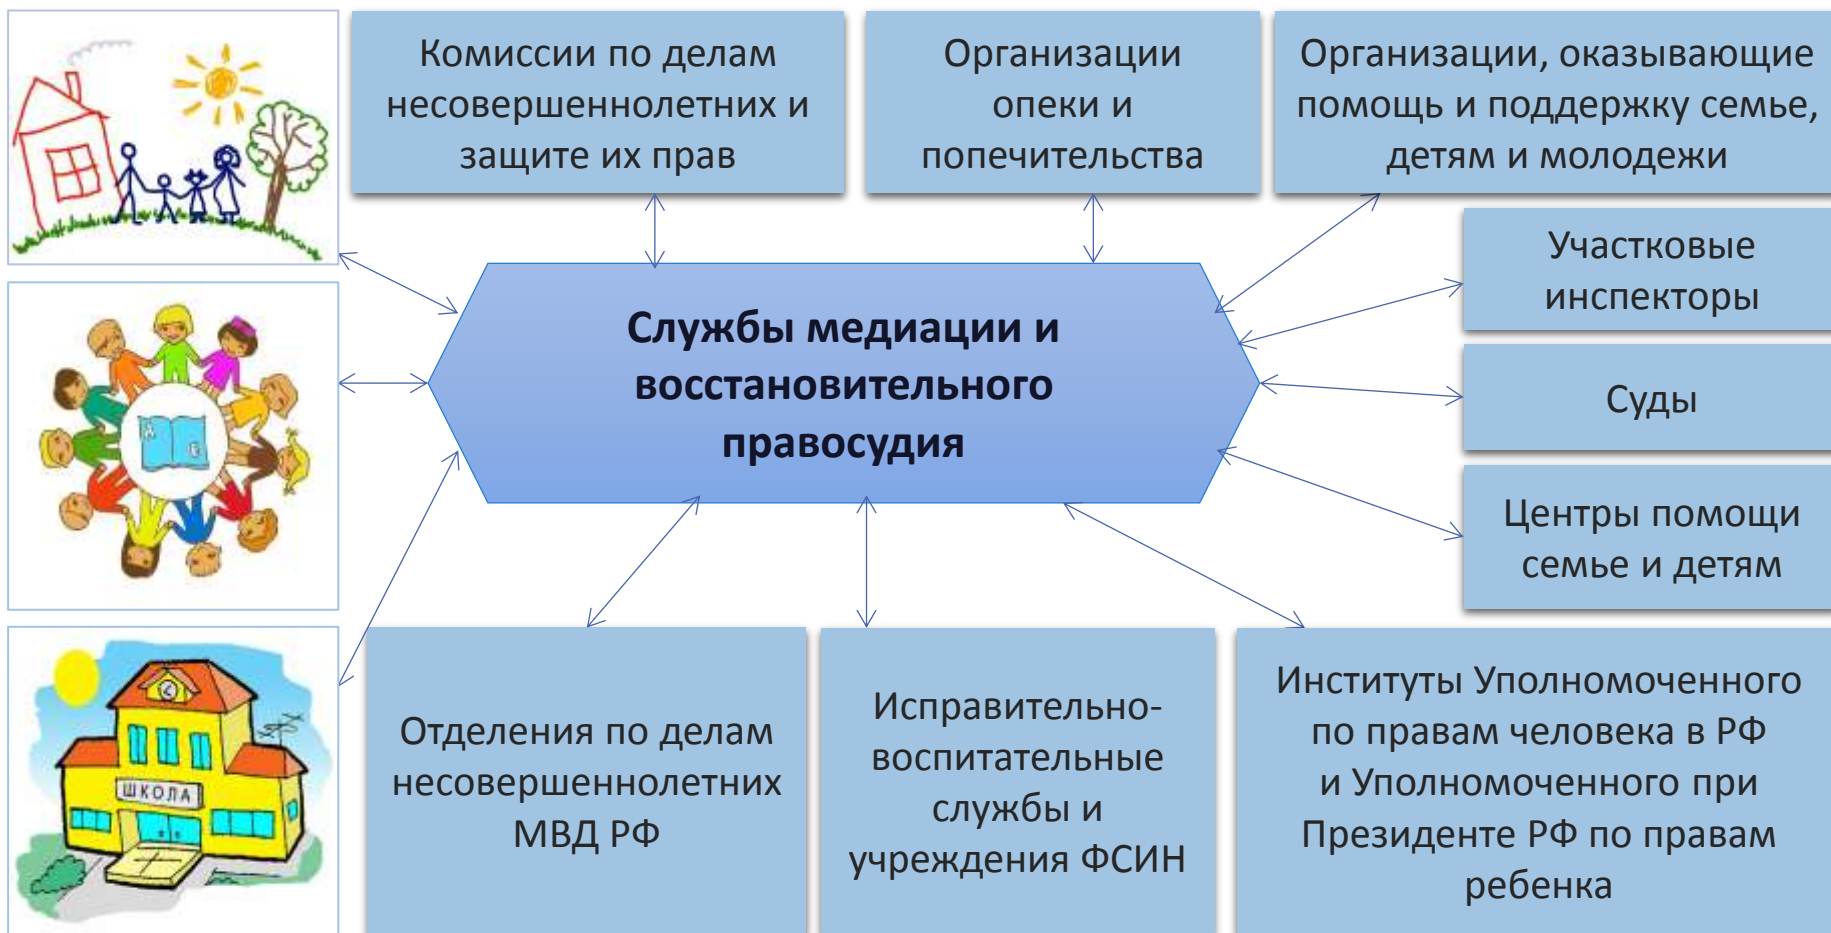 Комиссии по делам
несовершеннолетних и
защите их прав
Организации
опеки и
попечительства
Организации, оказывающие
помощь и поддержку семье,
детям и молодежи
Участковые
инспекторы
Службы медиации и
восстановительного
правосудия
Суды
Центры помощи
семье и детям
ШКОЛА
Отделения по делам
несовершеннолетних
МВД РФ
Исправительно-
воспитательные
службы и
учреждения ФСИН
Институты Уполномоченного
по правам человека в РФ
и Уполномоченного при
Президенте РФ по правам
ребенка